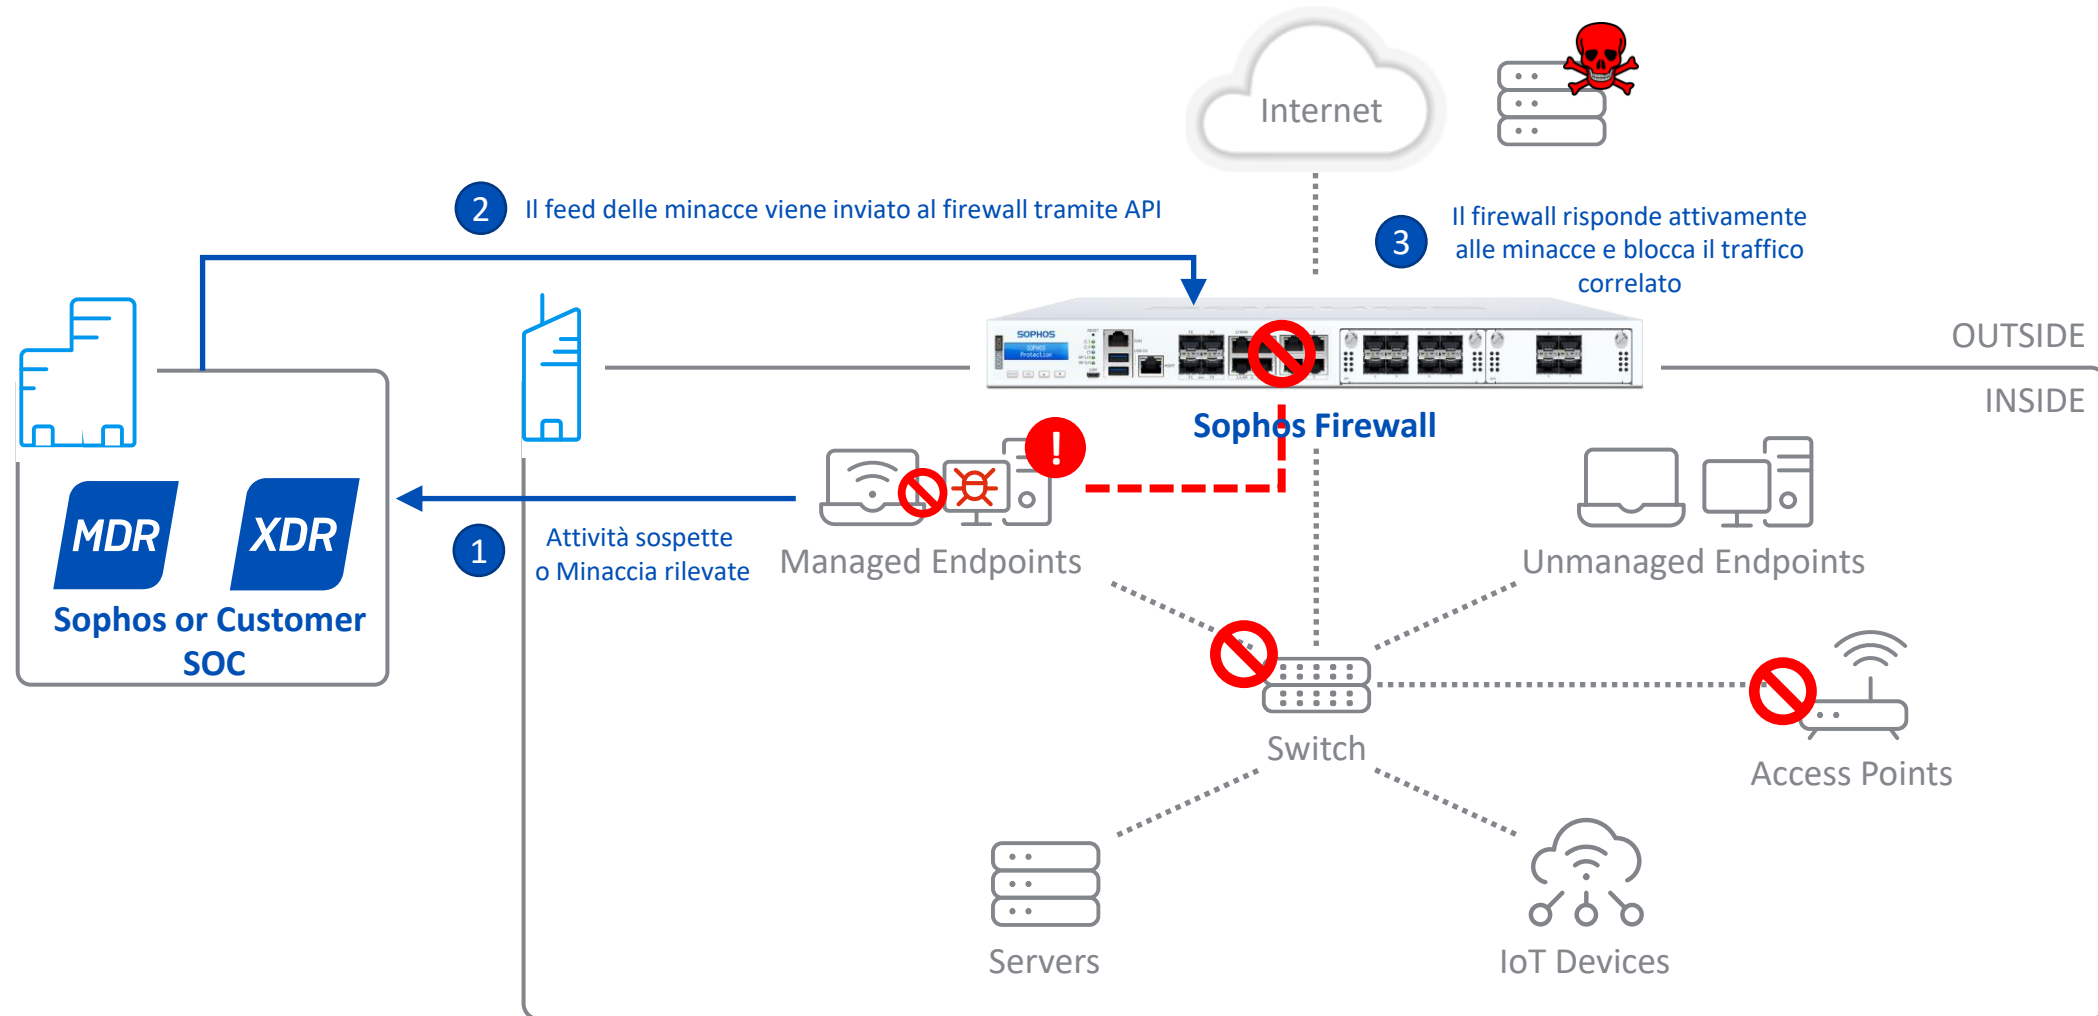 Internet
2
Il feed delle minacce viene inviato al firewall tramite API
3
Il firewall risponde attivamente
alle minacce e blocca il traffico
correlato
SOPHOS
SOPHOS
Protection
OUTSIDE
INSIDE
Sophos Firewall
!
MDR
XDR
Sophos or Customer
SOC
1
Attività sospette
o Minaccia rilevate
Managed Endpoints
Unmanaged Endpoints
Switch
Access Points
Servers
IoT Devices